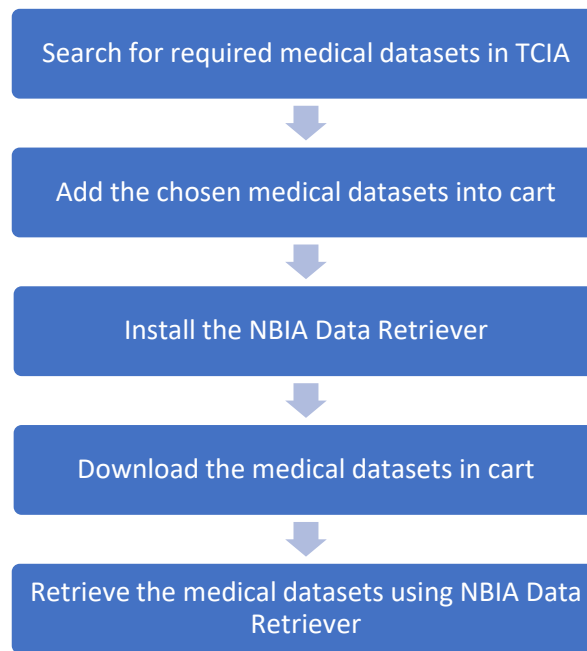 Search for required medical datasets in TCIA
Add the chosen medical datasets into cart
Install the NBIA Data Retriever
Download the medical datasets in cart
Retrieve the medical datasets using NBIA Data
Retriever